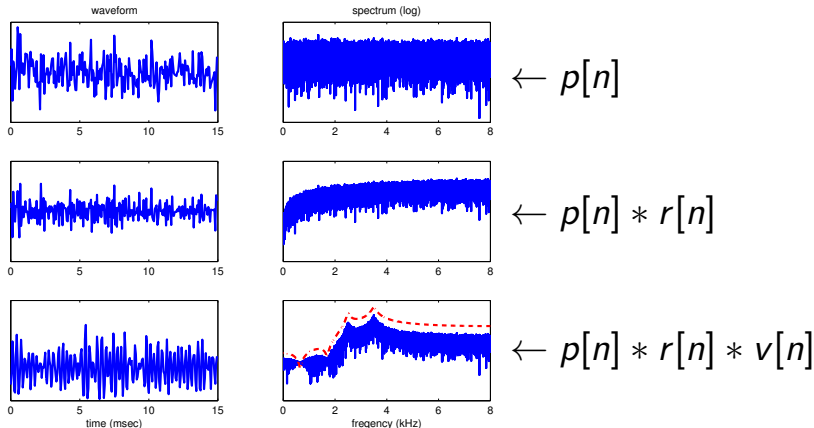 waveform
spectrum (log)
0 5 10 15
0 2 4 6 8
← p[n]
0 5 10 15
0 2 4 6 8
← p[n] ∗ r[n]
0 5 10 15
time (msec)
0 2 4 6 8
freqency (kHz)
← p[n] ∗ r[n] ∗ v[n]